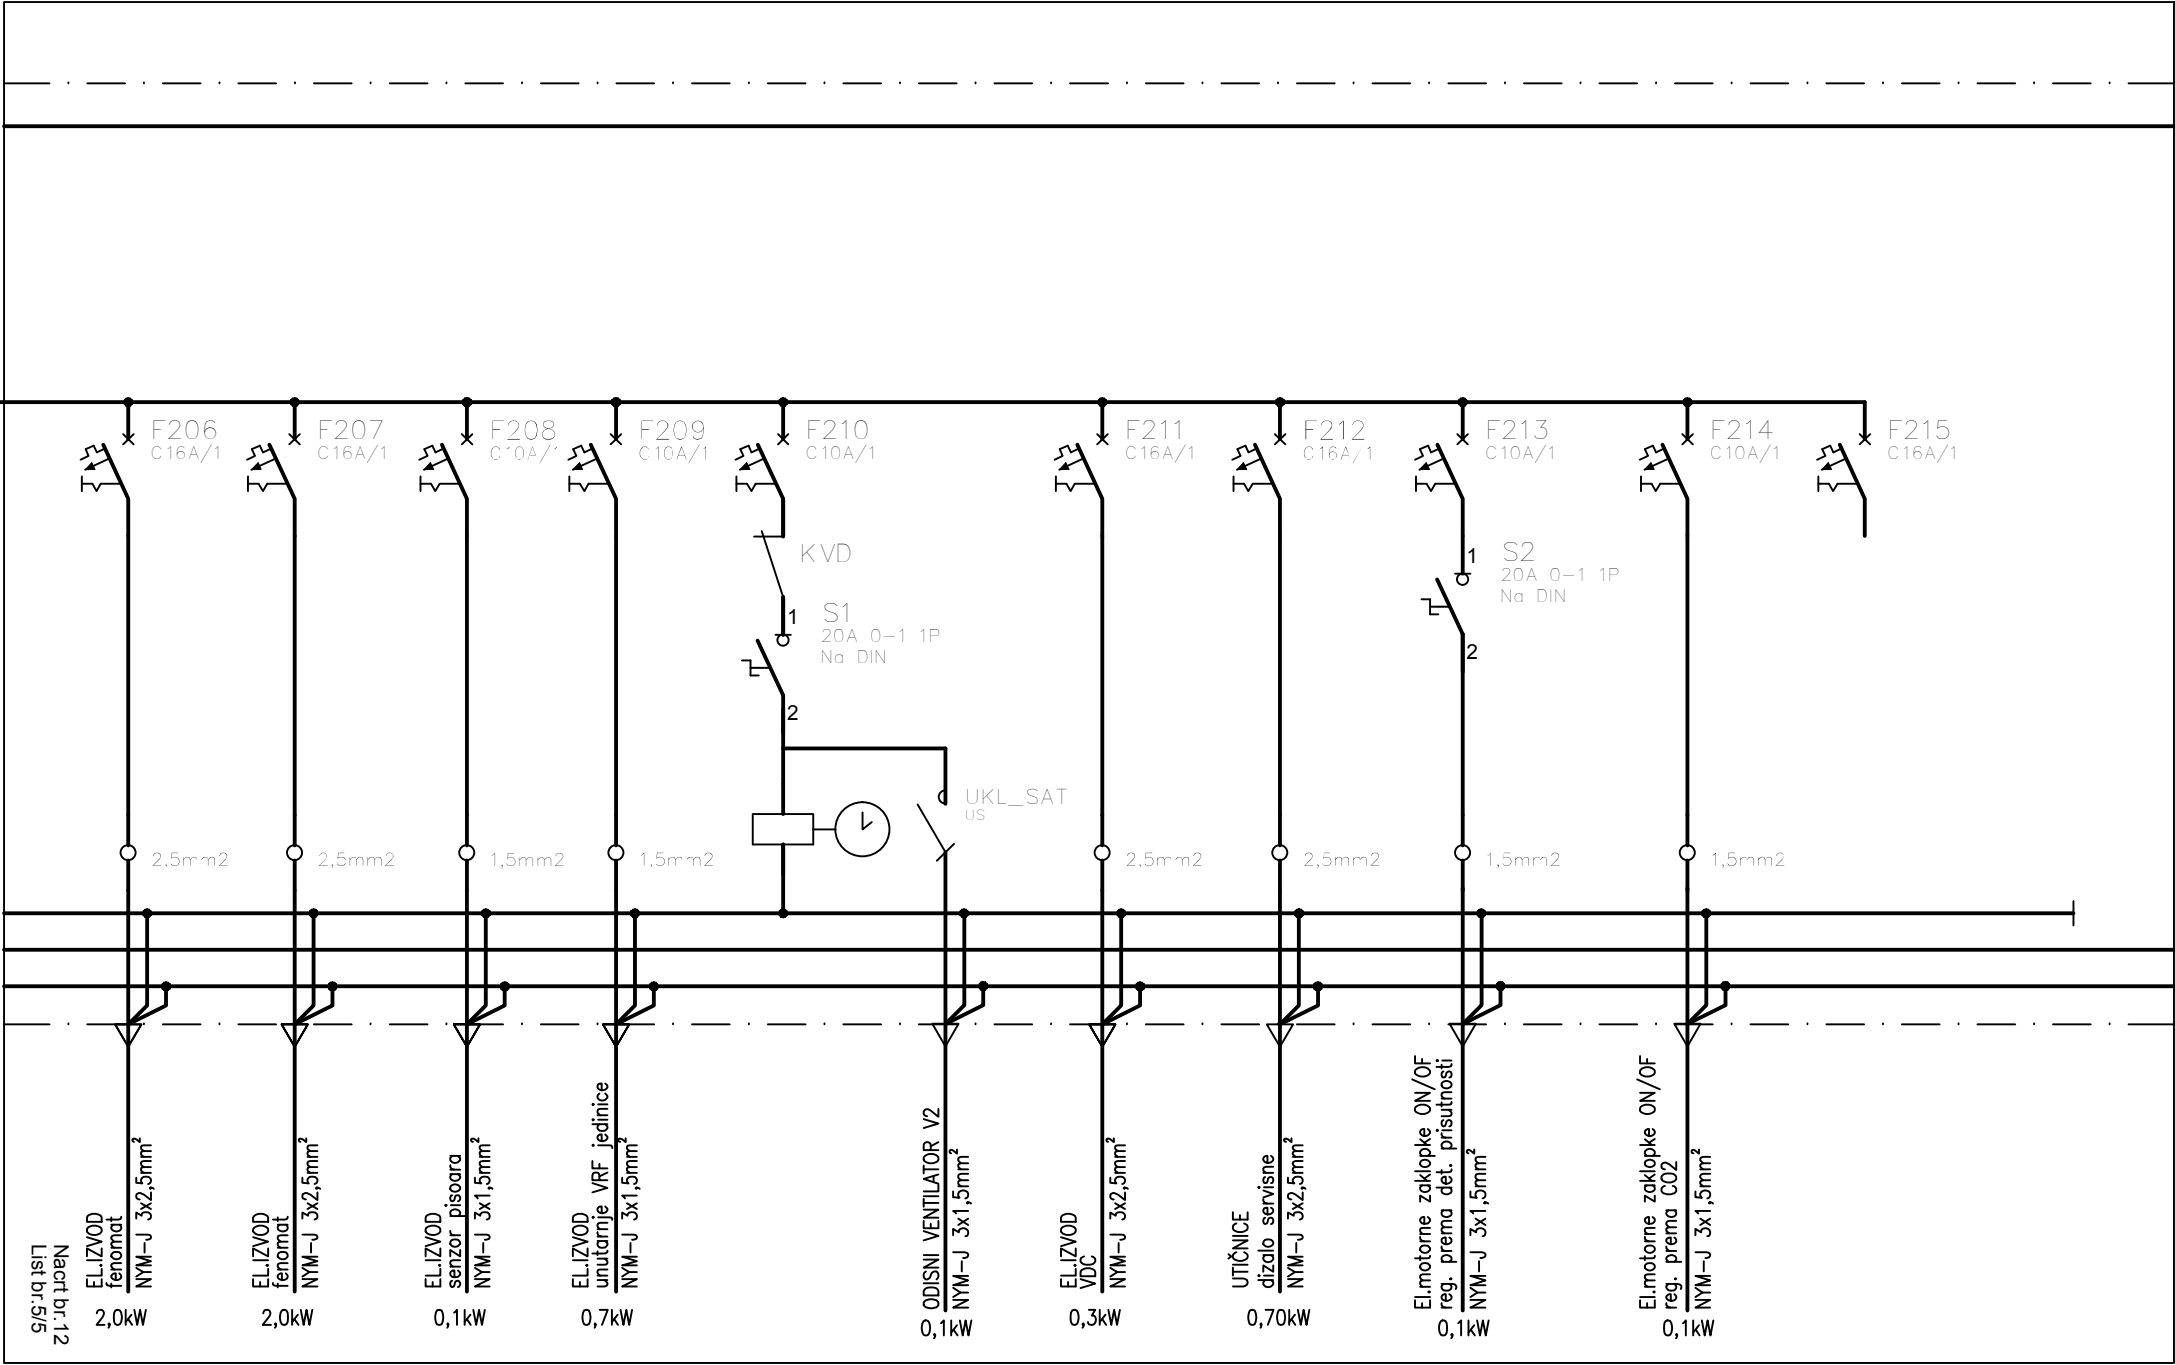 F206
C16A/1
F207
C16A/1
F208
C10A/1
F209
C10A/1
F210
C10A/1
F211
C16A/1
F212
C16A/1
F213
C10A/1
F214
C10A/1
F215
C16A/1
KVD
1
S1
20A 0-1 1P
Na DIN
2
1
S2
20A 0-1 1P
Na DIN
2
UKL_SAT
US
2,5mm2
2,5mm2
1,5mm2
1,5mm2
2,5mm2
2,5mm2
1,5mm2
1,5mm2
EL.IZVOD
fenomat
NYM-J 3x2,5mm²
2,0kW
EL.IZVOD
fenomat
NYM-J 3x2,5mm²
2,0kW
EL.IZVOD
senzor pisoara
NYM-J 3x1,5mm²
0,1kW
EL.IZVOD
unutarnje VRF jedinice
NYM-J 3x1,5mm²
0,7kW
ODISNI VENTILATOR V2
NYM-J 3x1,5mm²
0,1kW
EL.IZVOD
VDC
NYM-J 3x2,5mm²
0,3kW
UTIČNICE
dizalo servisne
NYM-J 3x2,5mm²
0,70kW
El.motorne zaklopke ON/OF
reg. prema det. prisutnosti
NYM-J 3x1,5mm²
0,1kW
El.motorne zaklopke ON/OF
reg. prema CO2
NYM-J 3x1,5mm²
0,1kW
Nacrt br.12
List br.5/5